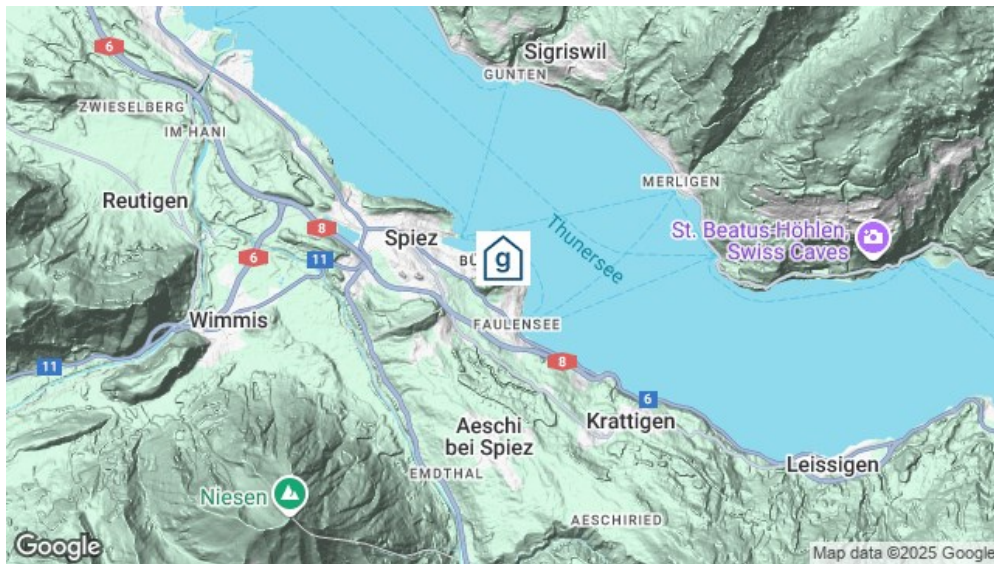 6
Sigriswil
GUNTEN
ZWIESELBERG
IM HANI
MERLIGEN
Reutigen
8
Spiez
Thunersee
St. Beatus-Höhlen,
Swiss Caves
6
11
g
Wimmis
FAULENSEE
11
8
6
Krattigen
Aeschi
bei Spiez
Leissigen
EMDTHAL
Niesen
AESCHIRIED
Google
Map data ©2025 Google